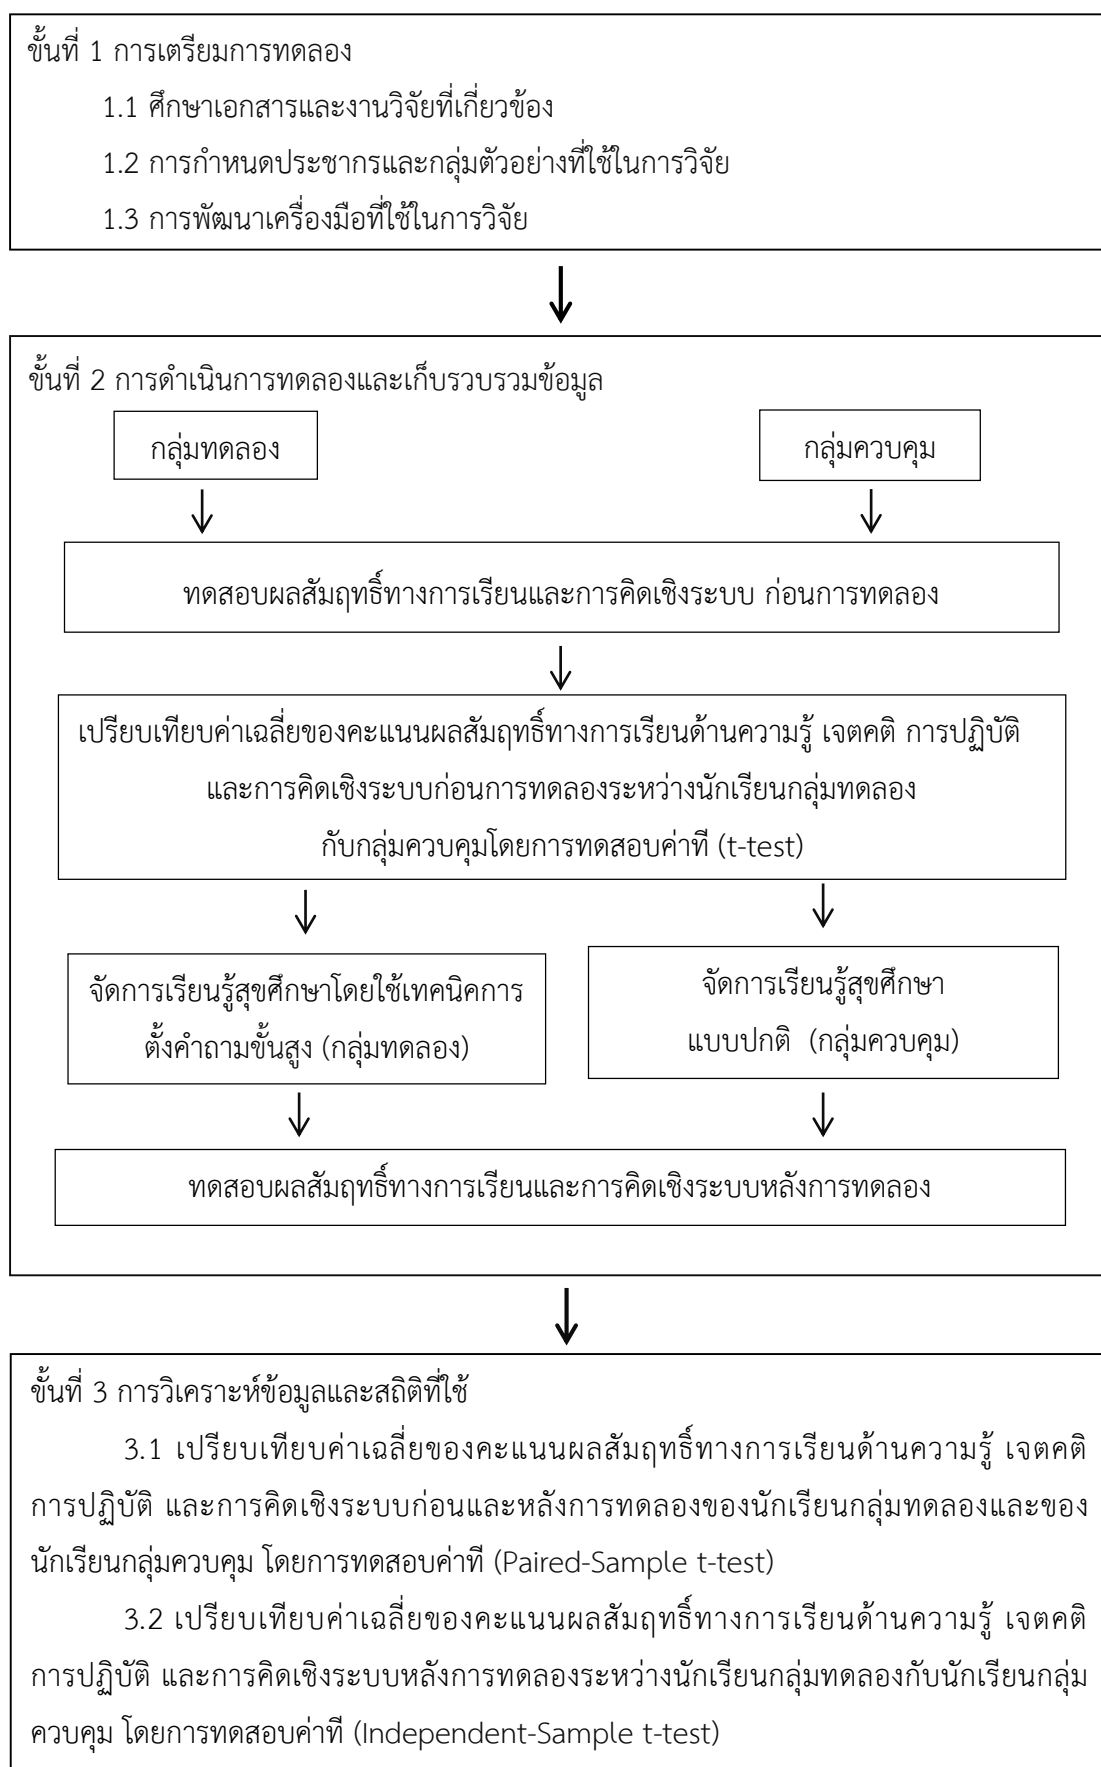 ขั้นที่ 1 การเตรียมการทดลอง
1.1 ศึกษาเอกสารและงานวิจัยที่เกี่ยวข้อง
1.2 การกำหนดประชากรและกลุ่มตัวอย่างที่ใช้ในการวิจัย
1.3 การพัฒนาเครื่องมือที่ใช้ในการวิจัย
ขั้นที่ 2 การดำเนินการทดลองและเก็บรวบรวมข้อมูล
กลุ่มทดลอง
กลุ่มควบคุม
ทดสอบผลสัมฤทธิ์ทางการเรียนและการคิดเชิงระบบ ก่อนการทดลอง
เปรียบเทียบค่าเฉลี่ยของคะแนนผลสัมฤทธิ์ทางการเรียนด้านความรู้ เจตคติ การปฏิบัติ
และการคิดเชิงระบบก่อนการทดลองระหว่างนักเรียนกลุ่มทดลอง
กับกลุ่มควบคุมโดยการทดสอบค่าที (t-test)
จัดการเรียนรู้สุขศึกษาโดยใช้เทคนิคการ
ตั้งคำถามขั้นสูง (กลุ่มทดลอง)
จัดการเรียนรู้สุขศึกษา
แบบปกติ (กลุ่มควบคุม)
ทดสอบผลสัมฤทธิ์ทางการเรียนและการคิดเชิงระบบหลังการทดลอง
ขั้นที่ 3 การวิเคราะห์ข้อมูลและสถิติที่ใช้
3.1 เปรียบเทียบค่าเฉลี่ยของคะแนนผลสัมฤทธิ์ทางการเรียนด้านความรู้ เจตคติ
การปฏิบัติ และการคิดเชิงระบบก่อนและหลังการทดลองของนักเรียนกลุ่มทดลองและของ
นักเรียนกลุ่มควบคุม โดยการทดสอบค่าที (Paired-Sample t-test)
3.2 เปรียบเทียบค่าเฉลี่ยของคะแนนผลสัมฤทธิ์ทางการเรียนด้านความรู้ เจตคติ
การปฏิบัติ และการคิดเชิงระบบหลังการทดลองระหว่างนักเรียนกลุ่มทดลองกับนักเรียนกลุ่ม
ควบคุม โดยการทดสอบค่าที (Independent-Sample t-test)